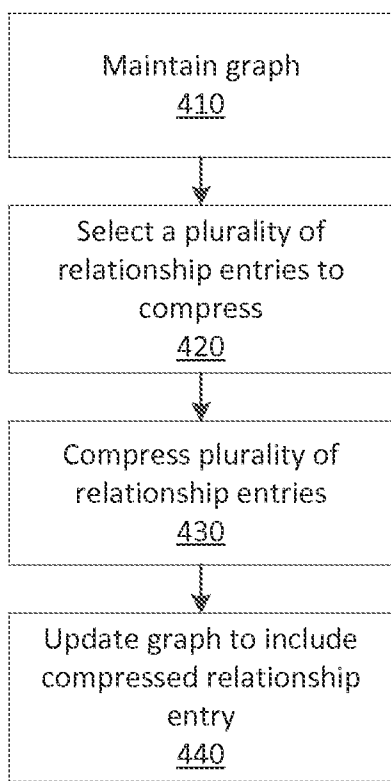 Maintain graph
410
Select a plurality of
relationship entries to
compress
420
Compress plurality of
relationship entries
430
Update graph to include
compressed relationship
entry
440